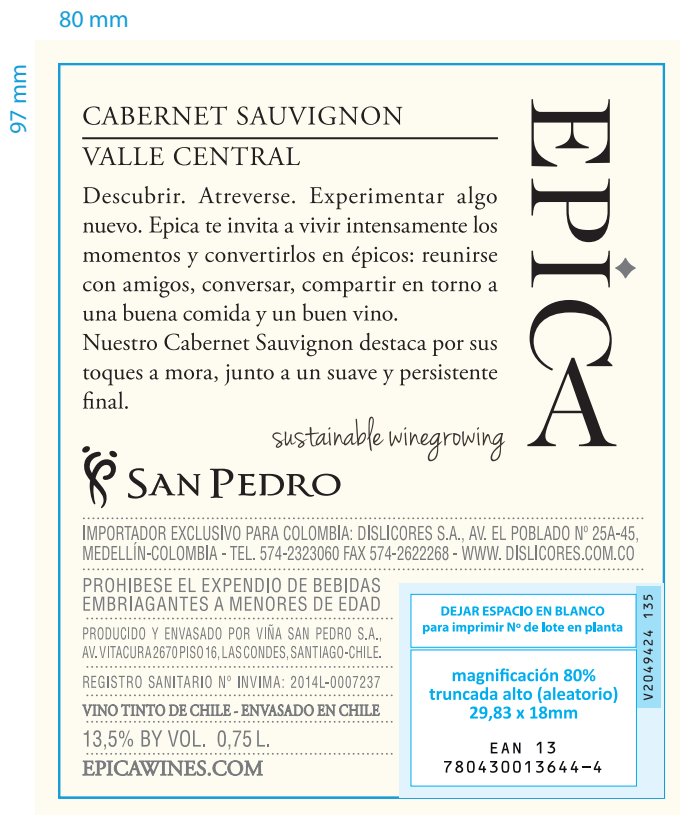 80 mm
97 mm
CABERNET SAUVIGNON
VALLE CENTRAL
Descubrir. Atreverse. Experimentar algo
nuevo. Epica te invita a vivir intensamente los
momentos y convertirlos en épicos: reunirse
con amigos, conversar, compartir en torno a
una buena comida y un buen vino.
Nuestro Cabernet Sauvignon destaca por sus
toques a mora, junto a un suave y persistente
final.
EPICA
sustainable winegrowing
SAN PEDRO
IMPORTADOR EXCLUSIVO PARA COLOMBIA: DISLICORES S.A., AV. EL POBLADO Nº 25A-45,
MEDELLÍN-COLOMBIA - TEL. 574-2323060 FAX 574-2622268 - WWW. DISLICORES.COM.CO
PROHIBESE EL EXPENDIO DE BEBIDAS
EMBRIAGANTES A MENORES DE EDAD
PRODUCIDO Y ENVASADO POR VIÑA SAN PEDRO S.A.,
AV. VITACURA 2670 PISO 16, LAS CONDES, SANTIAGO-CHILE.
REGISTRO SANITARIO Nº INVIMA: 2014L-0007237
VINO TINTO DE CHILE - ENVASADO EN CHILE
13,5% BY VOL. 0,75 L.
EPICAWINES.COM
DEJAR ESPACIO EN BLANCO
para imprimir Nº de lote en planta
V2049424 135
magnificación 80%
truncada alto (aleatorio)
29,83 x 18mm
EAN 13
780430013644-4